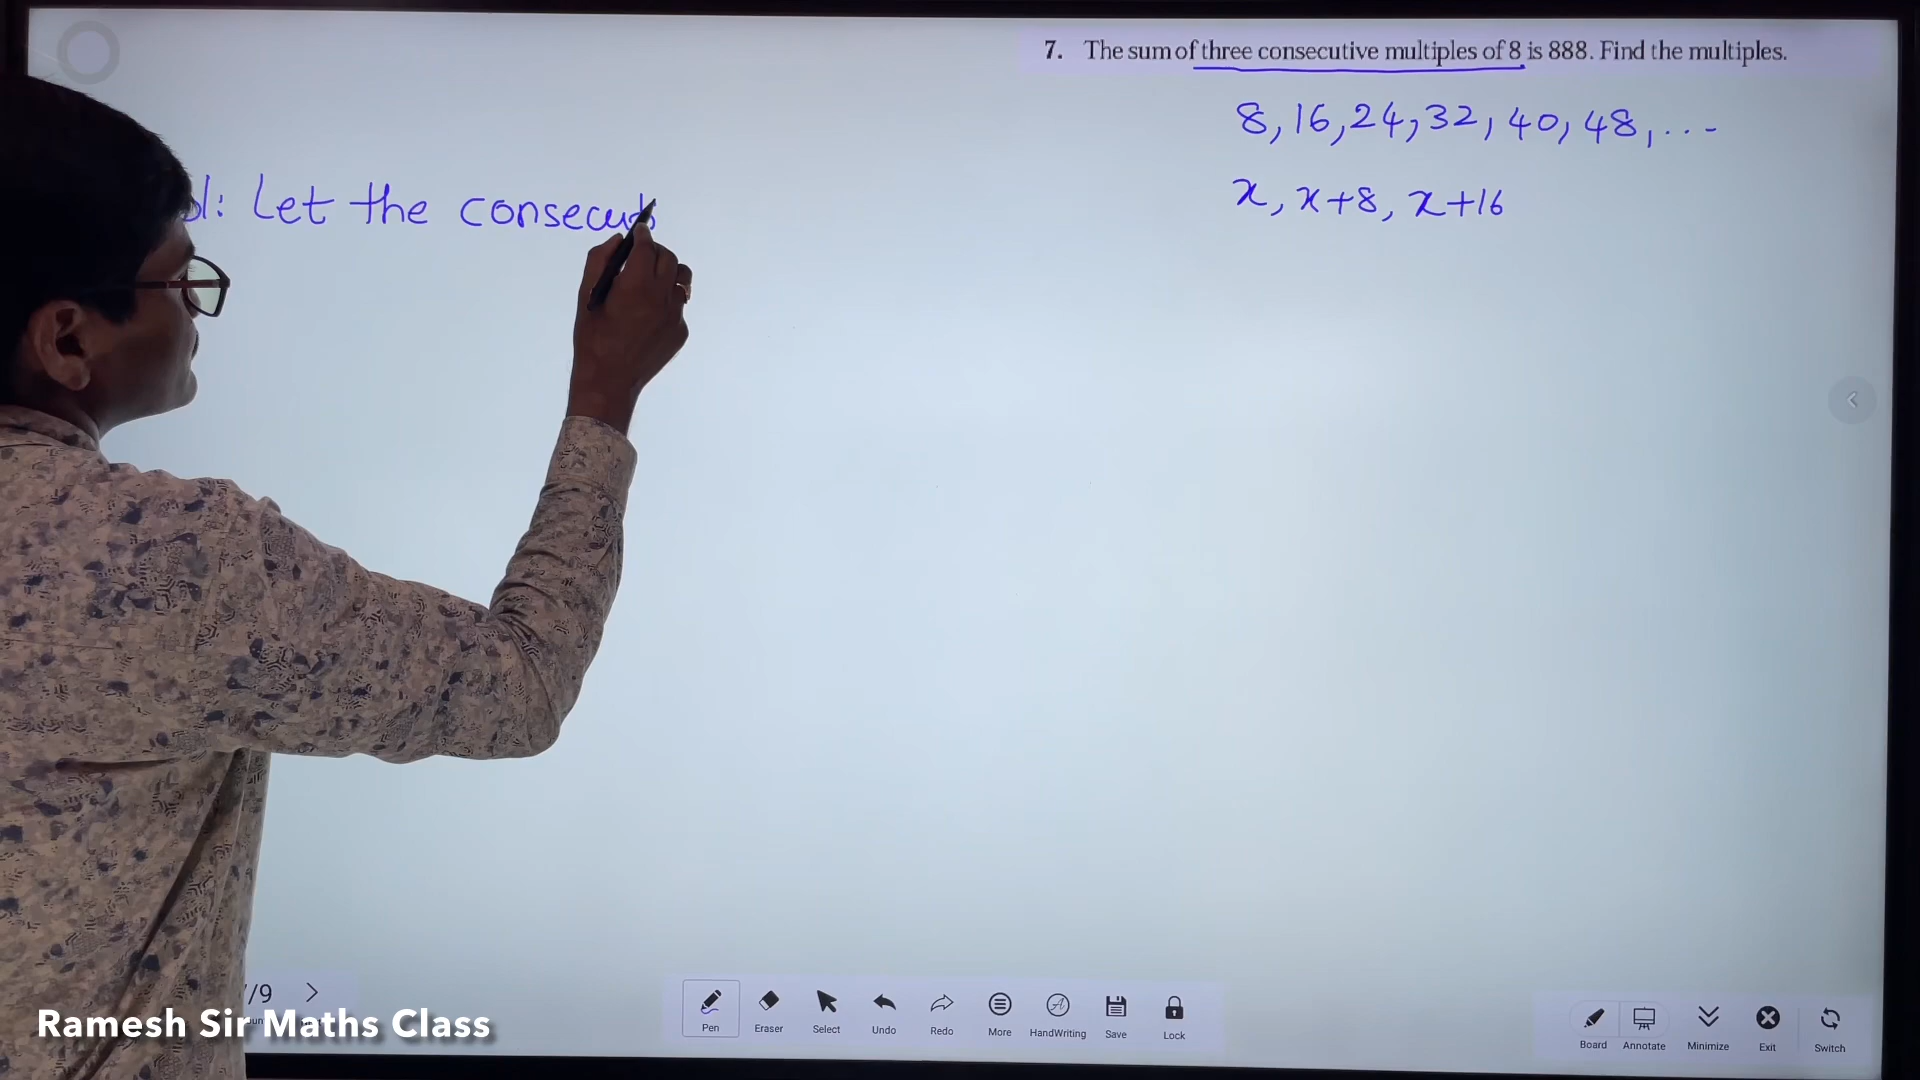 7. The sum of three consecutive multiples of 8 is 888. Find the multiples.
8, 16, 24, 32, 40, 48, ...
x, x+8, x+16
ol: Let the consecuti
/9 >
Ramesh Sir Maths Class
Pen Eraser Select Undo Redo More HandWriting Save Lock
Board Annotate Minimize Exit Switch